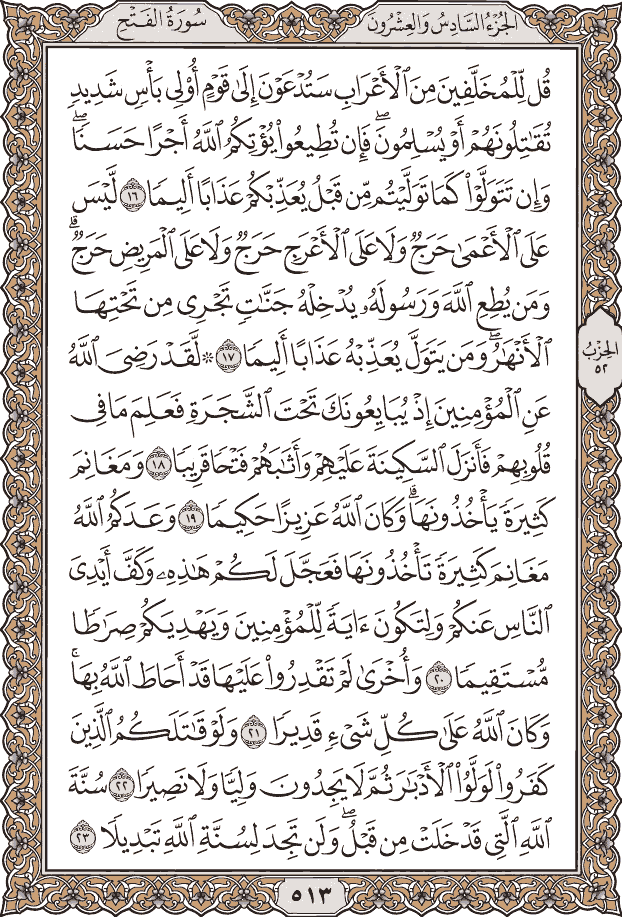 الجُزْءُ السَّادِسُ وَالعِشْرُونَ
سُورَةُ الفَتْحِ
قُل لِّلْمُخَلَّفِينَ مِنَ ٱلْأَعْرَابِ سَتُدْعَوْنَ إِلَىٰ قَوْمٍ أُو۟لِى بَأْسٍ شَدِيدٍ
تُقَٰتِلُونَهُمْ أَوْ يُسْلِمُونَ ۖ فَإِن تُطِيعُوا۟ يُؤْتِكُمُ ٱللَّهُ أَجْرًا حَسَنًا ۖ
وَإِن تَتَوَلَّوْا۟ كَمَا تَوَلَّيْتُم مِّن قَبْلُ يُعَذِّبْكُمْ عَذَابًا أَلِيمًا ١٦ لَّيْسَ
عَلَى ٱلْأَعْمَىٰ حَرَجٌ وَلَا عَلَى ٱلْأَعْرَجِ حَرَجٌ وَلَا عَلَى ٱلْمَرِيضِ حَرَجٌ ۗ
وَمَن يُطِعِ ٱللَّهَ وَرَسُولَهُۥ يُدْخِلْهُ جَنَّٰتٍ تَجْرِى مِن تَحْتِهَا
ٱلْأَنْهَٰرُ ۖ وَمَن يَتَوَلَّ يُعَذِّبْهُ عَذَابًا أَلِيمًا ١٧ ۞ لَّقَدْ رَضِىَ ٱللَّهُ
عَنِ ٱلْمُؤْمِنِينَ إِذْ يُبَايِعُونَكَ تَحْتَ ٱلشَّجَرَةِ فَعَلِمَ مَا فِى
قُلُوبِهِمْ فَأَنزَلَ ٱلسَّكِينَةَ عَلَيْهِمْ وَأَثَٰبَهُمْ فَتْحًا قَرِيبًا ١٨ وَمَغَانِمَ
كَثِيرَةً يَأْخُذُونَهَا ۗ وَكَانَ ٱللَّهُ عَزِيزًا حَكِيمًا ١٩ وَعَدَكُمُ ٱللَّهُ
مَغَانِمَ كَثِيرَةً تَأْخُذُونَهَا فَعَجَّلَ لَكُمْ هَٰذِهِۦ وَكَفَّ أَيْدِىَ
ٱلنَّاسِ عَنكُمْ وَلِتَكُونَ ءَايَةً لِّلْمُؤْمِنِينَ وَيَهْدِيَكُمْ صِرَٰطًا
مُّسْتَقِيمًا ٢٠ وَأُخْرَىٰ لَمْ تَقْدِرُوا۟ عَلَيْهَا قَدْ أَحَاطَ ٱللَّهُ بِهَا ۚ
وَكَانَ ٱللَّهُ عَلَىٰ كُلِّ شَىْءٍ قَدِيرًا ٢١ وَلَوْ قَٰتَلَكُمُ ٱلَّذِينَ
كَفَرُوا۟ لَوَلَّوُا۟ ٱلْأَدْبَٰرَ ثُمَّ لَا يَجِدُونَ وَلِيًّا وَلَا نَصِيرًا ٢٢ سُنَّةَ
ٱللَّهِ ٱلَّتِى قَدْ خَلَتْ مِن قَبْلُ ۖ وَلَن تَجِدَ لِسُنَّةِ ٱللَّهِ تَبْدِيلًا ٢٣
الحِزْبُ
٥٢
٥١٣